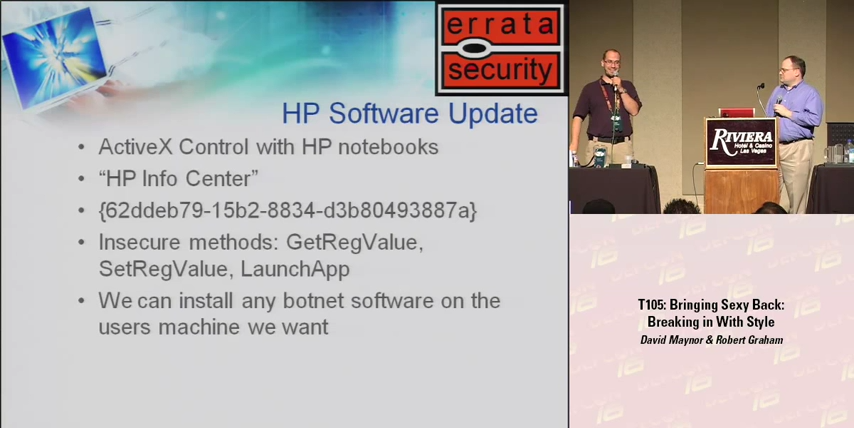 errata
security
HP Software Update
• ActiveX Control with HP notebooks
• “HP Info Center”
• {62ddeb79-15b2-8834-d3b80493887a}
• Insecure methods: GetRegValue,
SetRegValue, LaunchApp
• We can install any botnet software on the
users machine we want
RIVIERA
Hotel & Casino
Las Vegas
T105: Bringing Sexy Back:
Breaking in With Style
David Maynor & Robert Graham